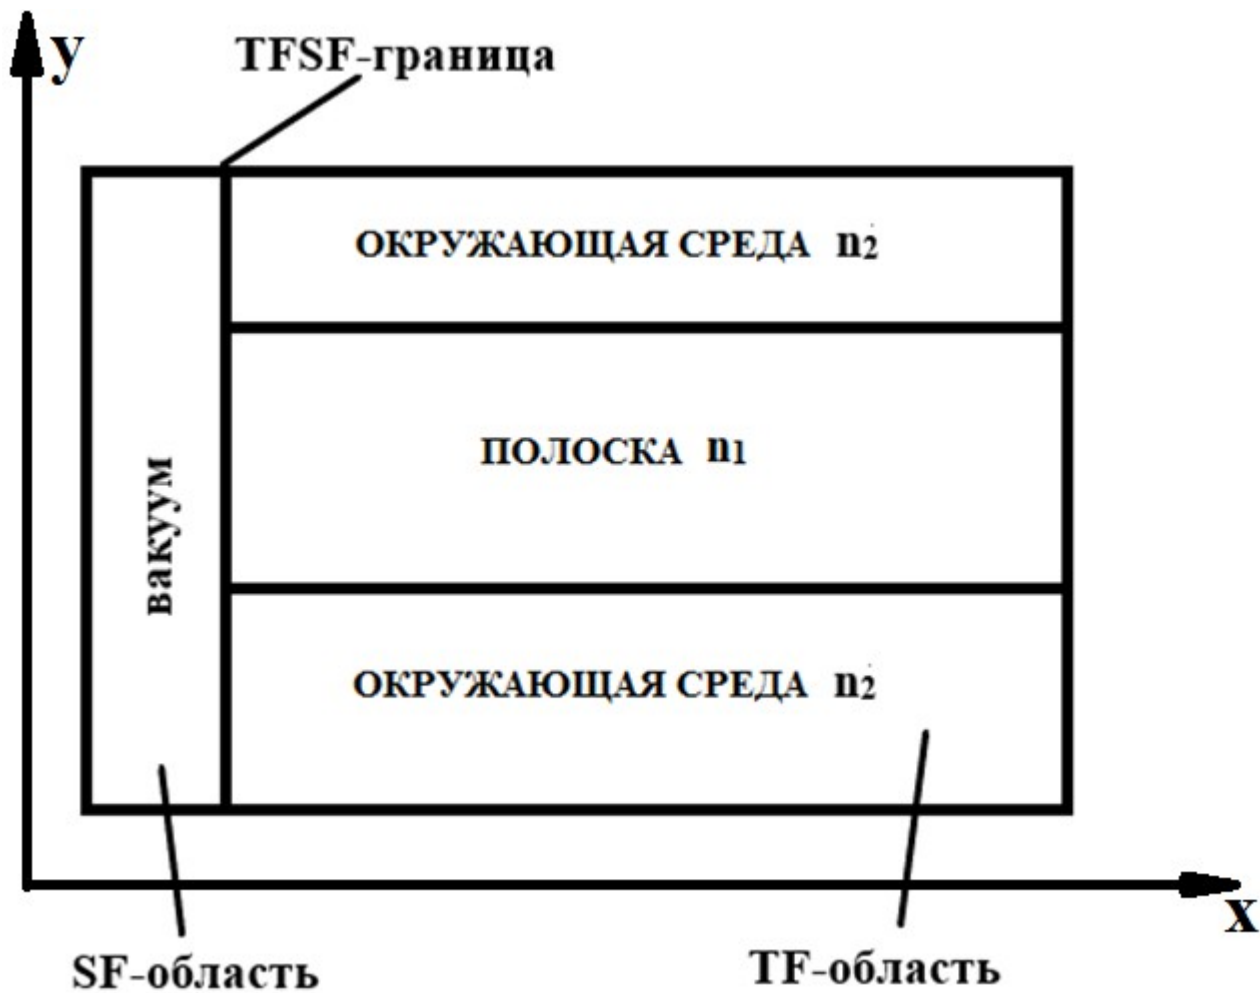 y
TFSF-граница
ОКРУЖАЮЩАЯ СРЕДА n2
ПОЛОСКА n1
вакуум
ОКРУЖАЮЩАЯ СРЕДА n2
x
SF-область
TF-область